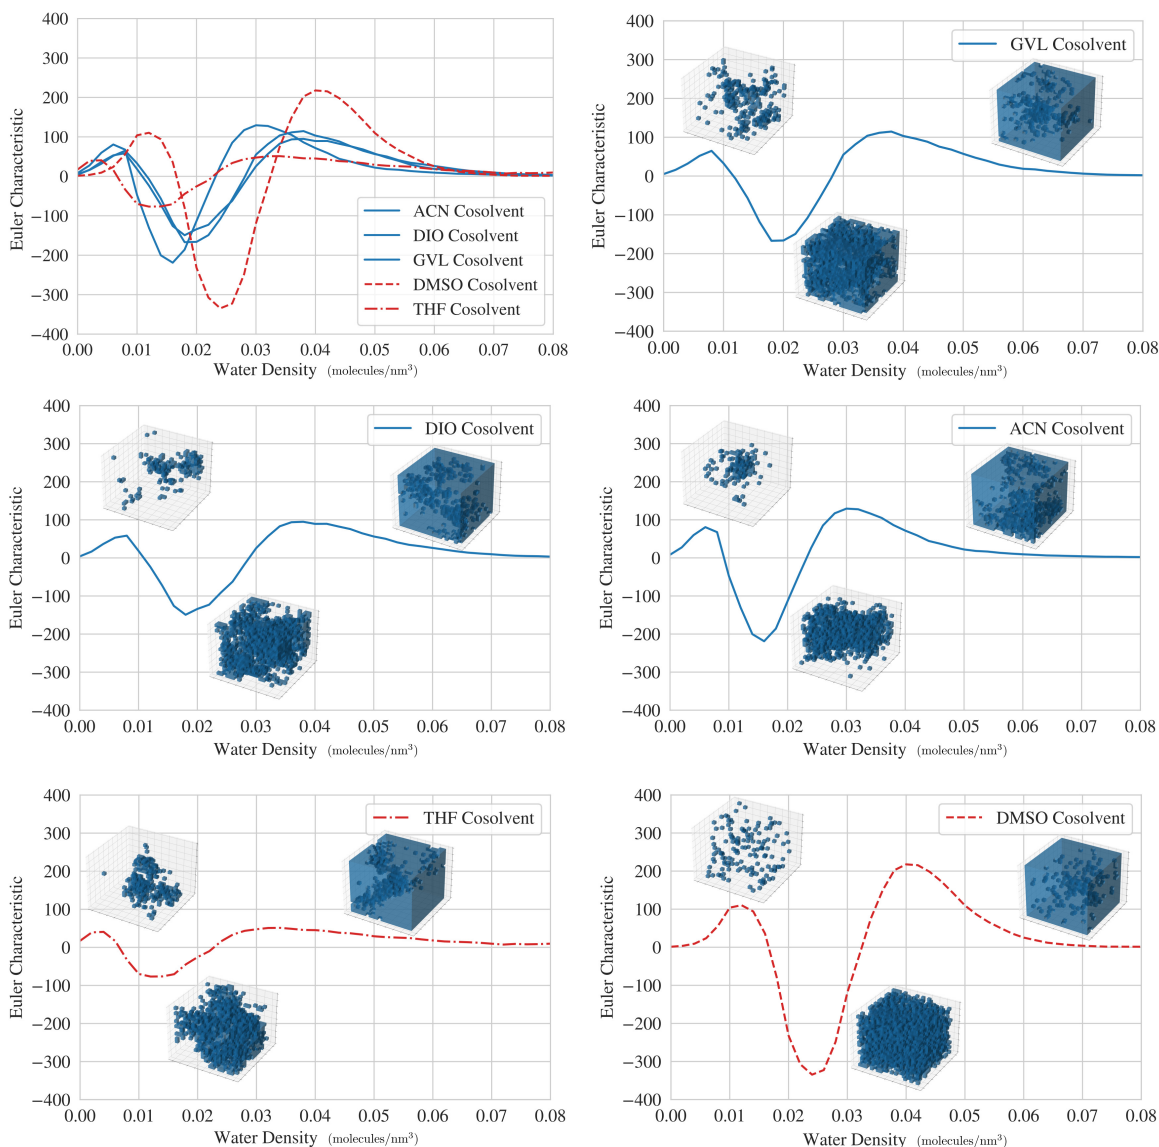 400
300
200
100
0
−100
−200
−300
−400
Euler Characteristic
ACN Cosolvent
DIO Cosolvent
GVL Cosolvent
DMSO Cosolvent
THF Cosolvent
0.00 0.01 0.02 0.03 0.04 0.05 0.06 0.07 0.08
Water Density (molecules/nm³)
400
300
200
100
0
−100
−200
−300
−400
Euler Characteristic
GVL Cosolvent
0.00 0.01 0.02 0.03 0.04 0.05 0.06 0.07 0.08
Water Density (molecules/nm³)
400
300
200
100
0
−100
−200
−300
−400
Euler Characteristic
DIO Cosolvent
0.00 0.01 0.02 0.03 0.04 0.05 0.06 0.07 0.08
Water Density (molecules/nm³)
400
300
200
100
0
−100
−200
−300
−400
Euler Characteristic
ACN Cosolvent
0.00 0.01 0.02 0.03 0.04 0.05 0.06 0.07 0.08
Water Density (molecules/nm³)
400
300
200
100
0
−100
−200
−300
−400
Euler Characteristic
THF Cosolvent
0.00 0.01 0.02 0.03 0.04 0.05 0.06 0.07 0.08
Water Density (molecules/nm³)
400
300
200
100
0
−100
−200
−300
−400
Euler Characteristic
DMSO Cosolvent
0.00 0.01 0.02 0.03 0.04 0.05 0.06 0.07 0.08
Water Density (molecules/nm³)